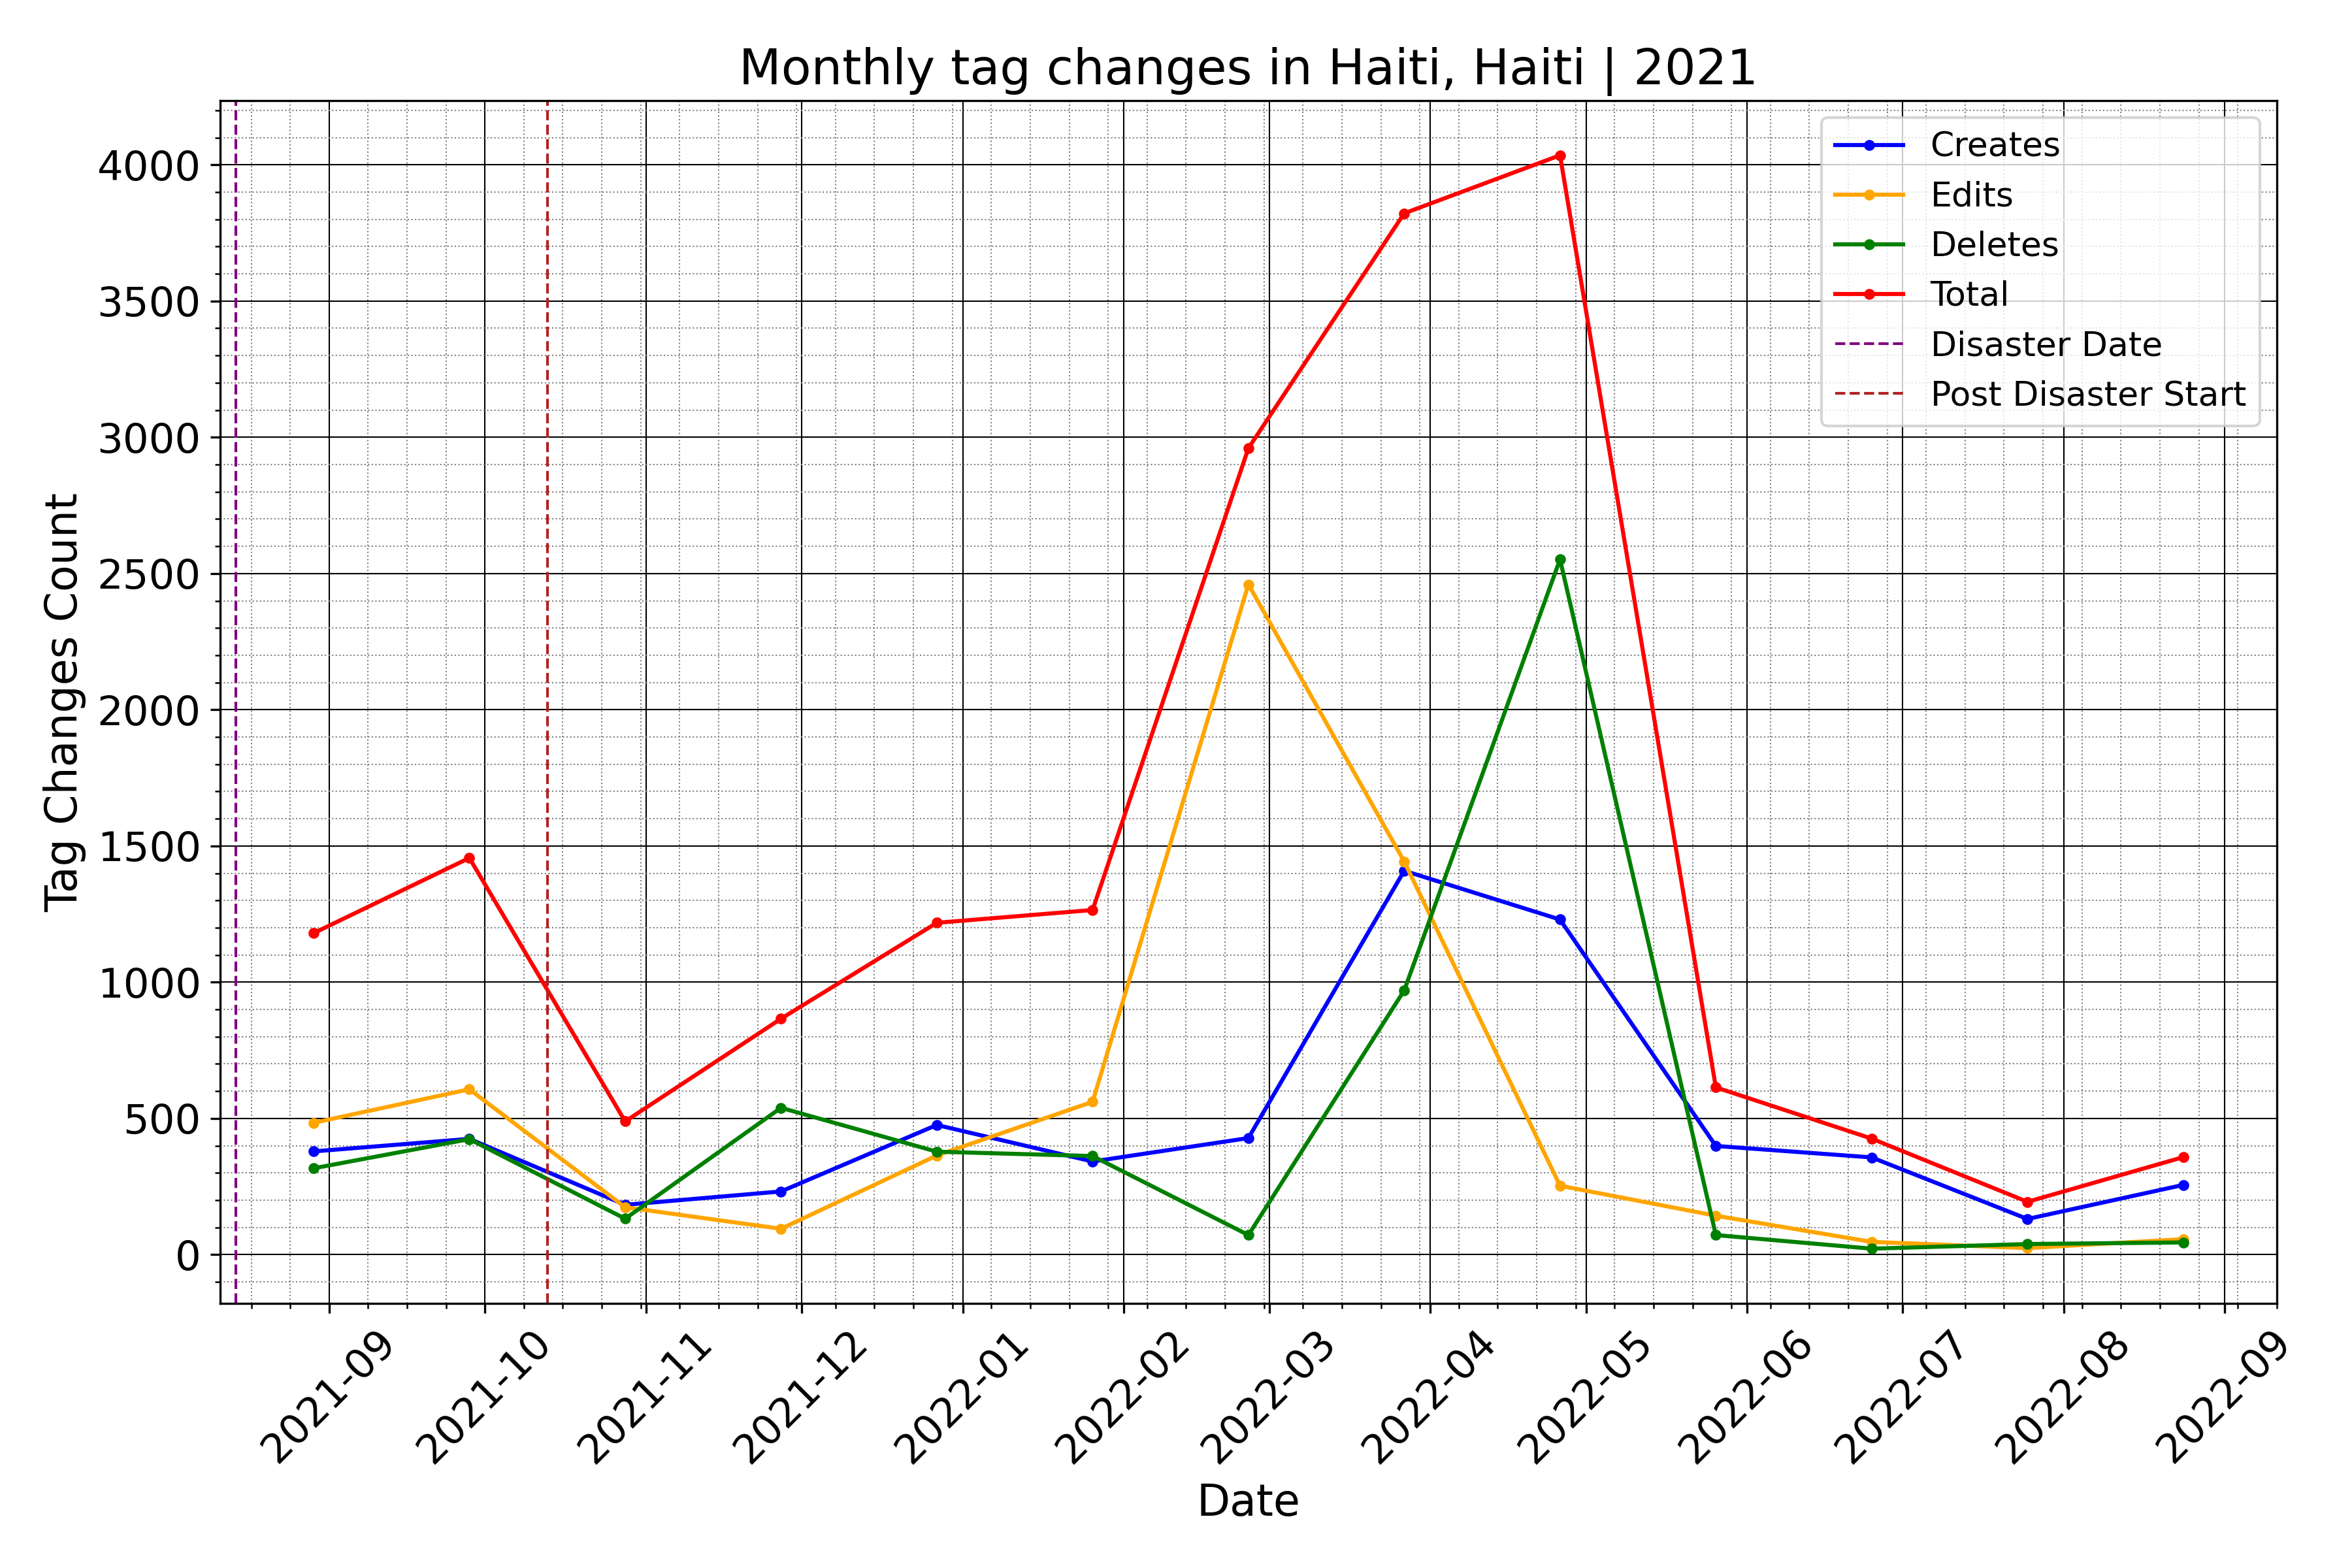 Monthly tag changes in Haiti, Haiti | 2021
Creates
Edits
Deletes
Total
Disaster Date
Post Disaster Start
Tag Changes Count
4000
3500
3000
2500
2000
1500
1000
500
0
2021-09
2021-10
2021-11
2021-12
2022-01
2022-02
2022-03
2022-04
2022-05
2022-06
2022-07
2022-08
2022-09
Date